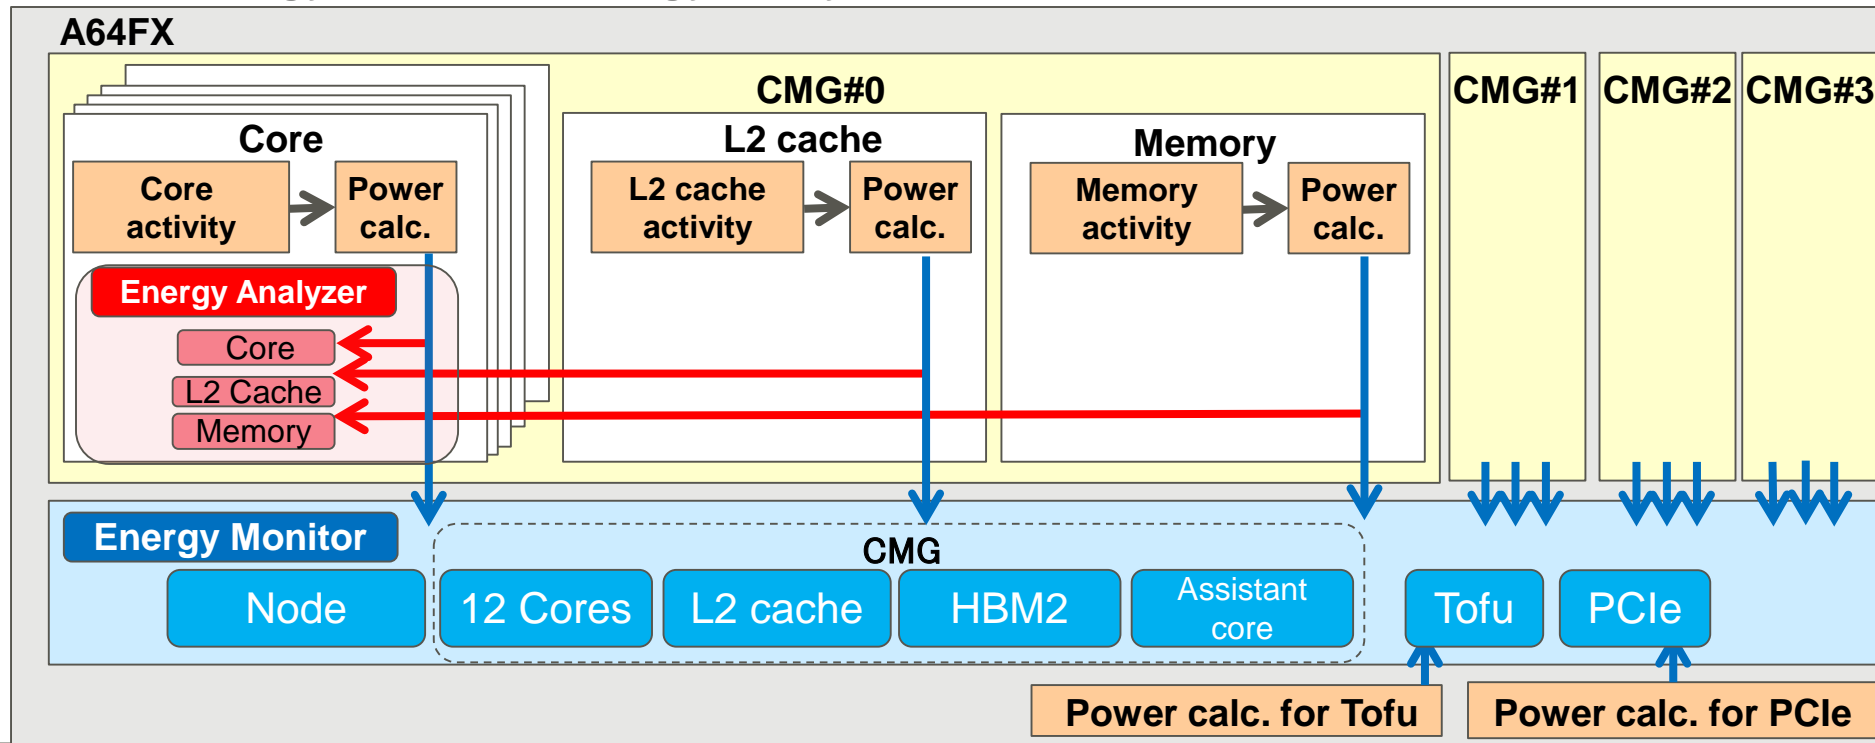 A64FX
CMG#0
CMG#1
CMG#2
CMG#3
Core
L2 cache
Memory
Core
activity
Power
calc.
L2 cache
activity
Power
calc.
Memory
activity
Power
calc.
Energy Analyzer
Core
L2 Cache
Memory
Energy Monitor
CMG
Node
12 Cores
L2 cache
HBM2
Assistant
core
Tofu
PCIe
Power calc. for Tofu
Power calc. for PCIe